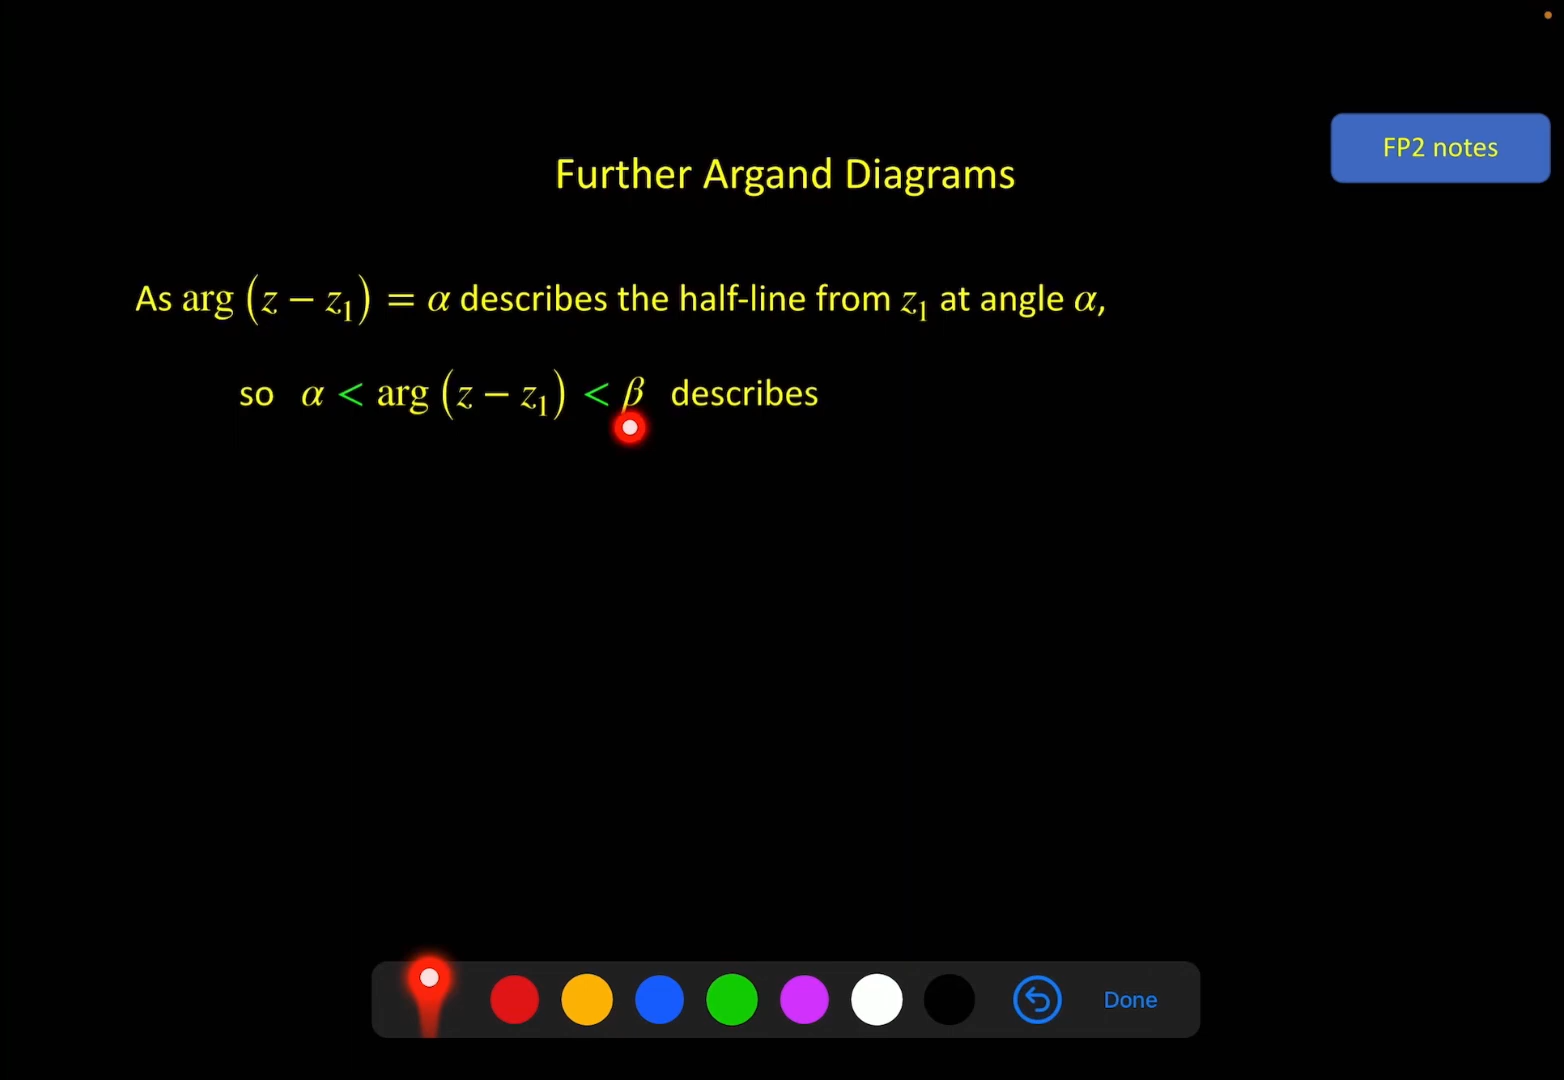 FP2 notes
Further Argand Diagrams
As arg (z − z₁) = α describes the half-line from z₁ at angle α,
so α < arg (z − z₁) < β describes
Done